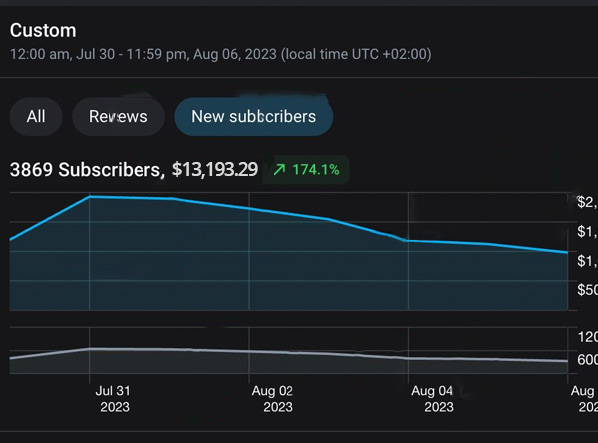 Custom
12:00 am, Jul 30 - 11:59 pm, Aug 06, 2023 (local time UTC +02:00)
All
New subbcribers
3869 Subscribers, $13,193.29 174.1%
$2,
$1,
$1,
$50
120
600
Jul 31
2023
Aug 02
2023
Aug 04
2023
Aug
202